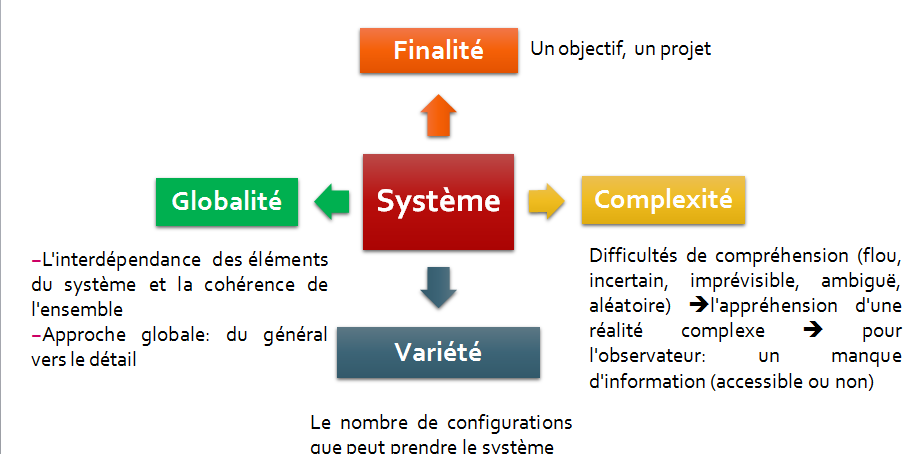 Finalité
Un objectif, un projet
Système
Globalité
Complexité
–L'interdépendance des éléments
du système et la cohérence de
l'ensemble
–Approche globale: du général
vers le détail
Difficultés de compréhension (flou,
incertain, imprévisible, ambiguë,
aléatoire) ➔l'appréhension d'une
réalité complexe ➔ pour
l'observateur: un manque
d'information (accessible ou non)
Variété
Le nombre de configurations
que peut prendre le système